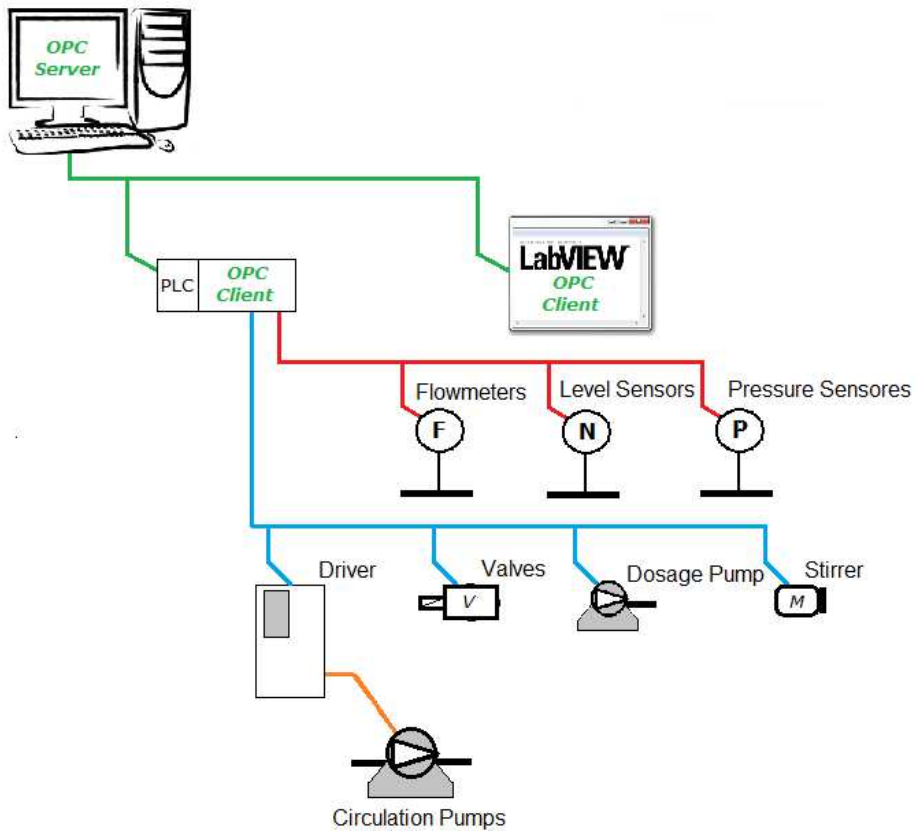 OPC
Server
LabVIEW
OPC
Client
PLC
OPC
Client
Flowmeters
Level Sensors
Pressure Sensores
F
N
P
Driver
Valves
Dosage Pump
Stirrer
V
M
Circulation Pumps